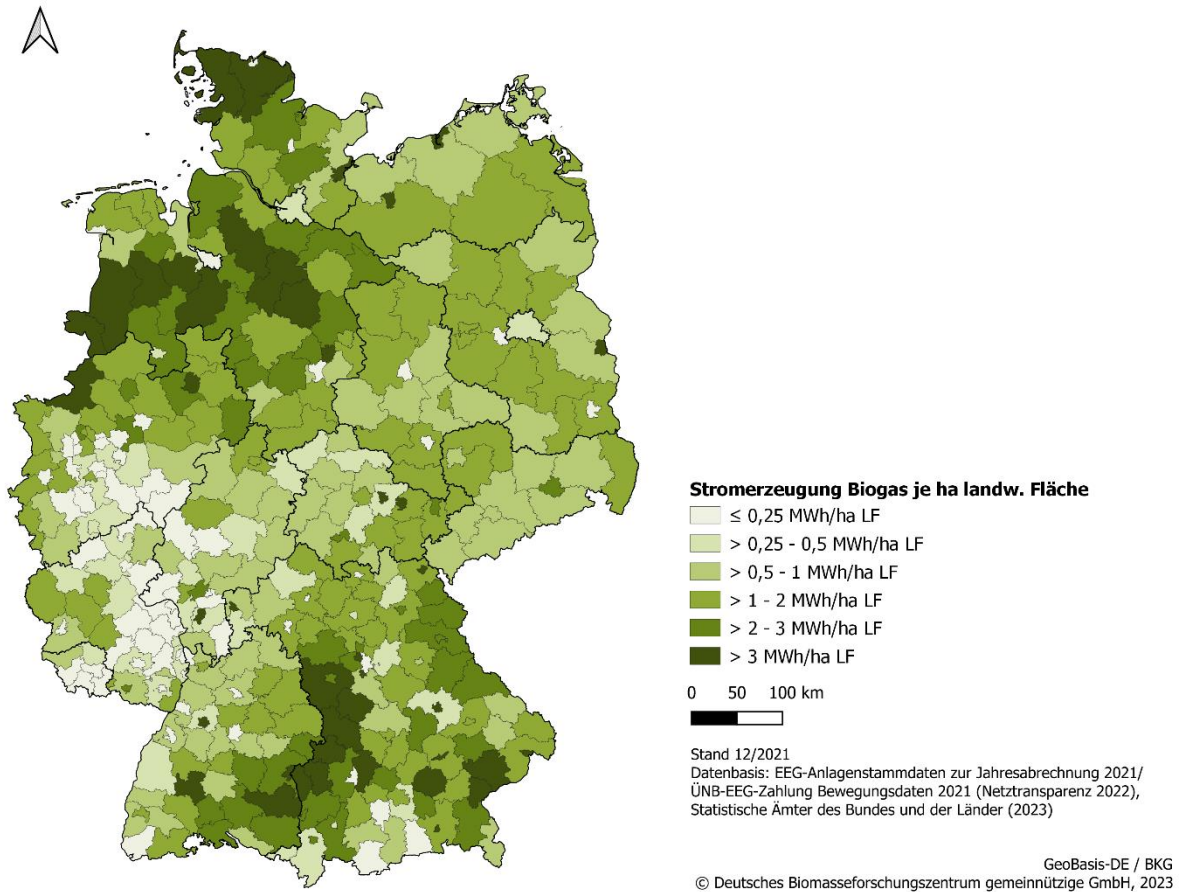 Stromerzeugung Biogas je ha landw. Fläche
≤ 0,25 MWh/ha LF
> 0,25 - 0,5 MWh/ha LF
> 0,5 - 1 MWh/ha LF
> 1 - 2 MWh/ha LF
> 2 - 3 MWh/ha LF
> 3 MWh/ha LF
0 50 100 km
Stand 12/2021
Datenbasis: EEG-Anlagenstammdaten zur Jahresabrechnung 2021/
ÜNB-EEG-Zahlung Bewegungsdaten 2021 (Netztransparenz 2022),
Statistische Ämter des Bundes und der Länder (2023)
GeoBasis-DE / BKG
© Deutsches Biomasseforschungszentrum gemeinnützige GmbH, 2023